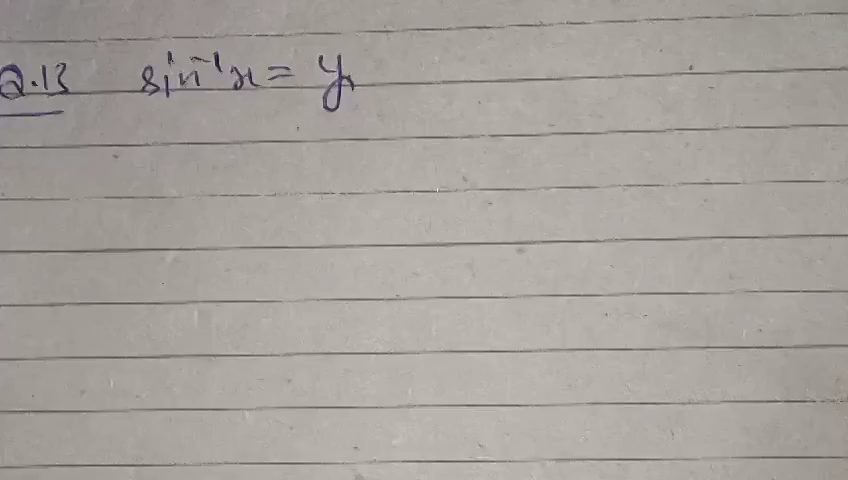 Q.13 sin⁻¹x = y,